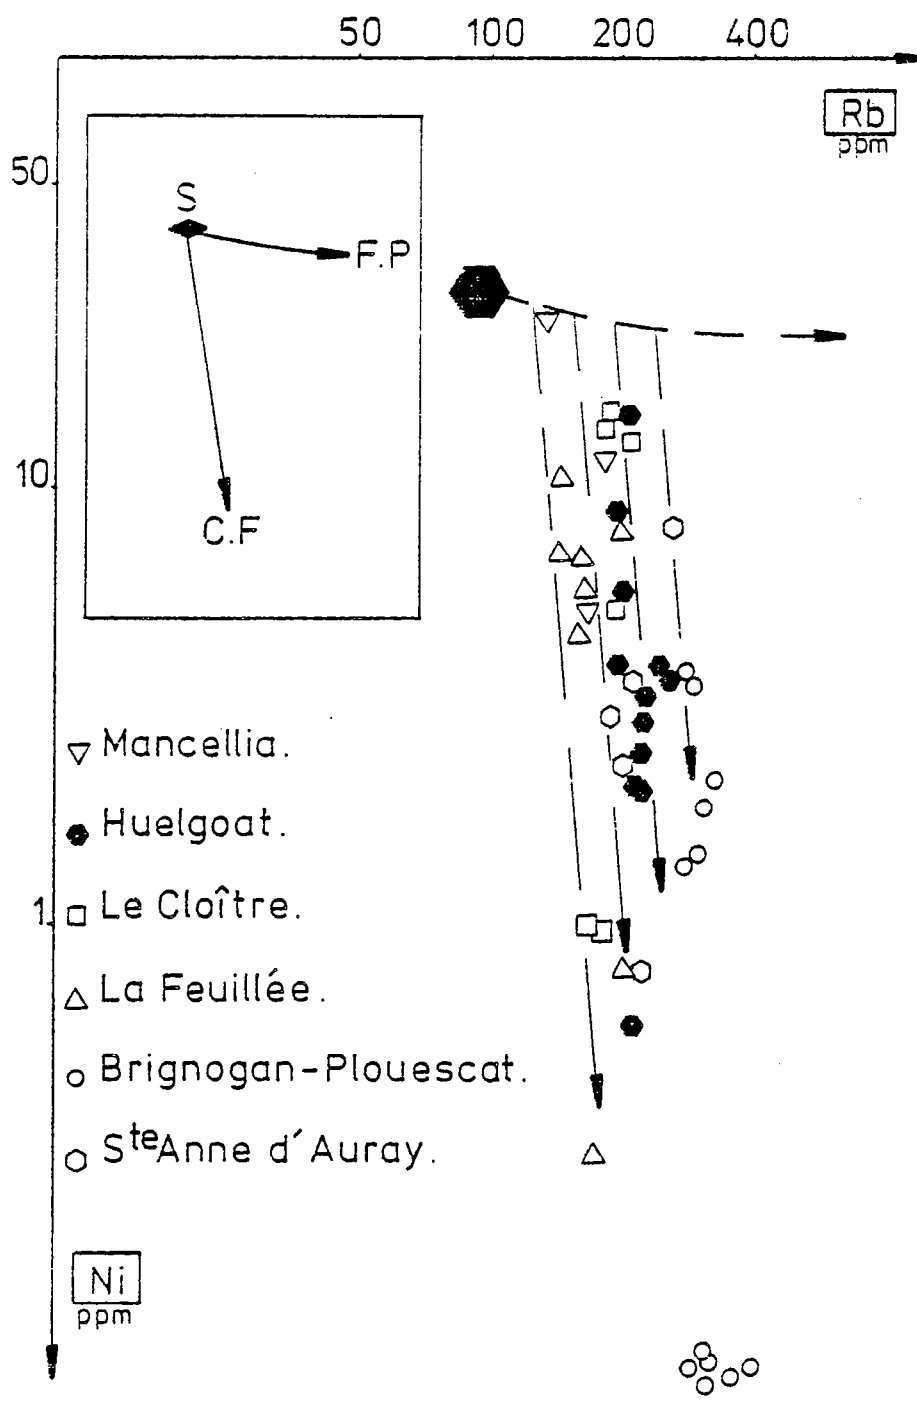 50 100 200 400
Rb
ppm
50
S
F.P
10
C.F
Mancellia.
Huelgoat.
1
Le Cloître.
La Feuillée.
Brignogan-Plouescat.
Ste Anne d'Auray.
Ni
ppm